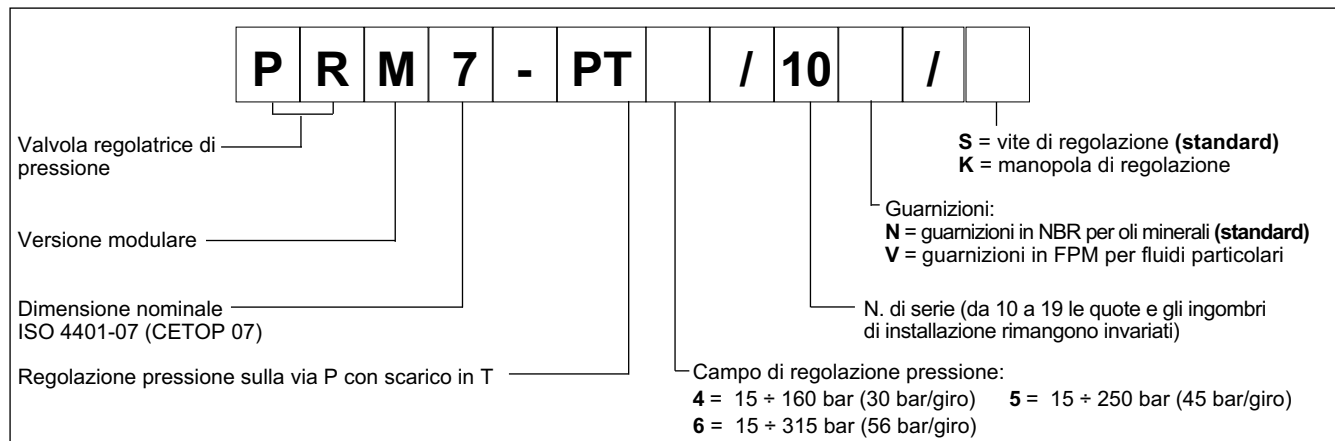 P R M 7 - PT / 10 /
Valvola regolatrice di
pressione
Versione modulare
Dimensione nominale
ISO 4401-07 (CETOP 07)
Regolazione pressione sulla via P con scarico in T
S = vite di regolazione (standard)
K = manopola di regolazione
Guarnizioni:
N = guarnizioni in NBR per oli minerali (standard)
V = guarnizioni in FPM per fluidi particolari
N. di serie (da 10 a 19 le quote e gli ingombri
di installazione rimangono invariati)
Campo di regolazione pressione:
4 = 15 ÷ 160 bar (30 bar/giro) 5 = 15 ÷ 250 bar (45 bar/giro)
6 = 15 ÷ 315 bar (56 bar/giro)